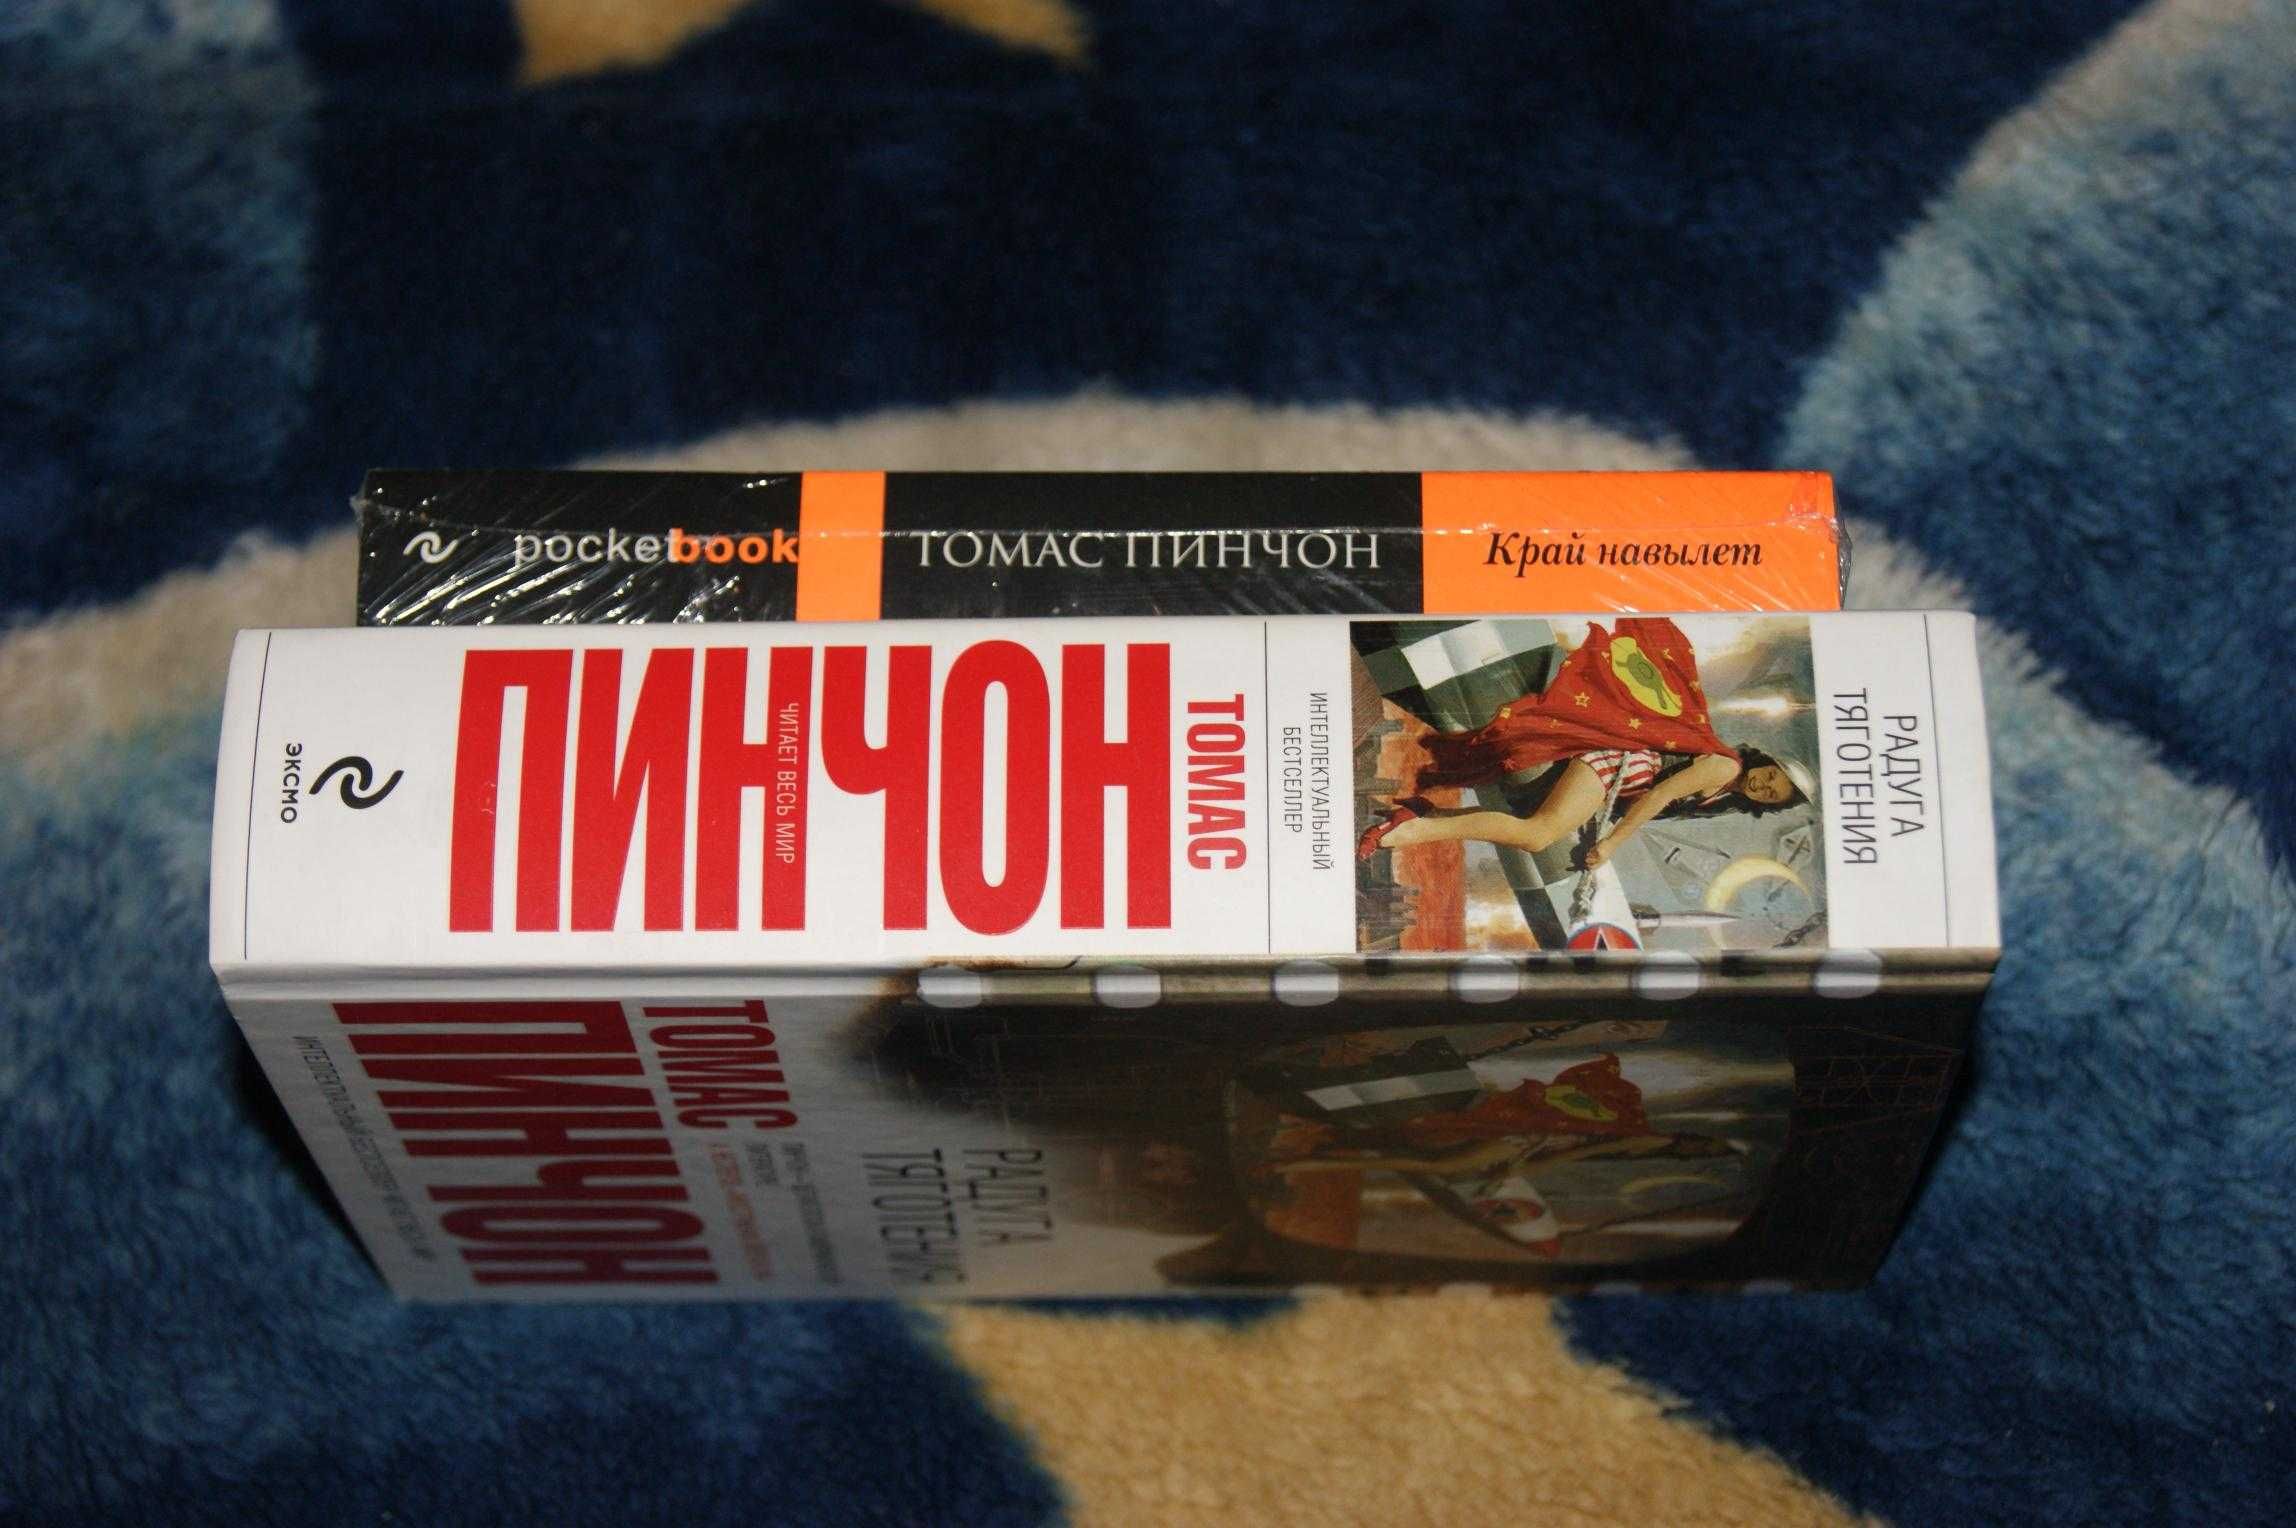 pocketbook
ТОМАС ПИНЧОН
Край навылет
ЭКСМО
ПИНЧОН
ЧИТАЕТ ВЕСЬ МИР
ТОМАС
ИНТЕЛЛЕКТУАЛЬНЫЙ
БЕСТСЕЛЛЕР
РАДУГА
ТЯГОТЕНИЯ
ТОМАС
ПИНЧОН
РАДУГА
ТЯГОТЕНИЯ